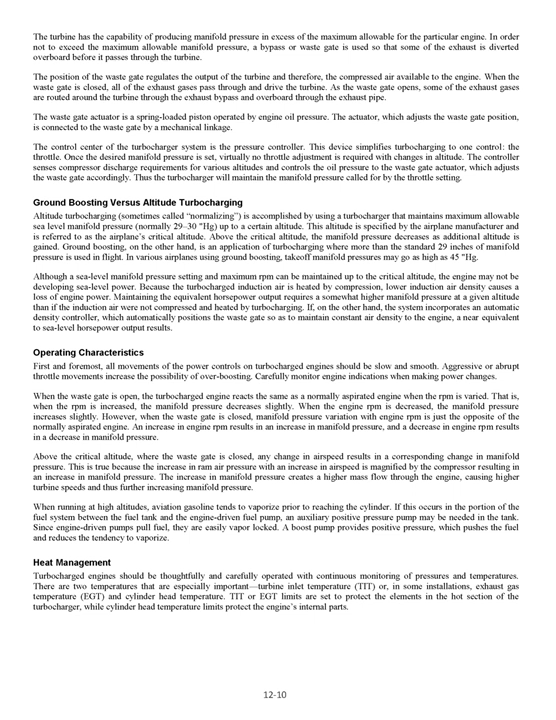 The turbine has the capability of producing manifold pressure in excess of the maximum allowable for the particular engine. In order
not to exceed the maximum allowable manifold pressure, a bypass or waste gate is used so that some of the exhaust is diverted
overboard before it passes through the turbine.
The position of the waste gate regulates the output of the turbine and therefore, the compressed air available to the engine. When the
waste gate is closed, all of the exhaust gases pass through and drive the turbine. As the waste gate opens, some of the exhaust gases
are routed around the turbine through the exhaust bypass and overboard through the exhaust pipe.
The waste gate actuator is a spring-loaded piston operated by engine oil pressure. The actuator, which adjusts the waste gate position,
is connected to the waste gate by a mechanical linkage.
The control center of the turbocharger system is the pressure controller. This device simplifies turbocharging to one control: the
throttle. Once the desired manifold pressure is set, virtually no throttle adjustment is required with changes in altitude. The controller
senses compressor discharge requirements for various altitudes and controls the oil pressure to the waste gate actuator, which adjusts
the waste gate accordingly. Thus the turbocharger will maintain the manifold pressure called for by the throttle setting.
Ground Boosting Versus Altitude Turbocharging
Altitude turbocharging (sometimes called “normalizing”) is accomplished by using a turbocharger that maintains maximum allowable
sea level manifold pressure (normally 29–30 "Hg) up to a certain altitude. This altitude is specified by the airplane manufacturer and
is referred to as the airplane’s critical altitude. Above the critical altitude, the manifold pressure decreases as additional altitude is
gained. Ground boosting, on the other hand, is an application of turbocharging where more than the standard 29 inches of manifold
pressure is used in flight. In various airplanes using ground boosting, takeoff manifold pressures may go as high as 45 "Hg.
Although a sea-level manifold pressure setting and maximum rpm can be maintained up to the critical altitude, the engine may not be
developing sea-level power. Because the turbocharged induction air is heated by compression, lower induction air density causes a
loss of engine power. Maintaining the equivalent horsepower output requires a somewhat higher manifold pressure at a given altitude
than if the induction air were not compressed and heated by turbocharging. If, on the other hand, the system incorporates an automatic
density controller, which automatically positions the waste gate so as to maintain constant air density to the engine, a near equivalent
to sea-level horsepower output results.
Operating Characteristics
First and foremost, all movements of the power controls on turbocharged engines should be slow and smooth. Aggressive or abrupt
throttle movements increase the possibility of over-boosting. Carefully monitor engine indications when making power changes.
When the waste gate is open, the turbocharged engine reacts the same as a normally aspirated engine when the rpm is varied. That is,
when the rpm is increased, the manifold pressure decreases slightly. When the engine rpm is decreased, the manifold pressure
increases slightly. However, when the waste gate is closed, manifold pressure variation with engine rpm is just the opposite of the
normally aspirated engine. An increase in engine rpm results in an increase in manifold pressure, and a decrease in engine rpm results
in a decrease in manifold pressure.
Above the critical altitude, where the waste gate is closed, any change in airspeed results in a corresponding change in manifold
pressure. This is true because the increase in ram air pressure with an increase in airspeed is magnified by the compressor resulting in
an increase in manifold pressure. The increase in manifold pressure creates a higher mass flow through the engine, causing higher
turbine speeds and thus further increasing manifold pressure.
When running at high altitudes, aviation gasoline tends to vaporize prior to reaching the cylinder. If this occurs in the portion of the
fuel system between the fuel tank and the engine-driven fuel pump, an auxiliary positive pressure pump may be needed in the tank.
Since engine-driven pumps pull fuel, they are easily vapor locked. A boost pump provides positive pressure, which pushes the fuel
and reduces the tendency to vaporize.
Heat Management
Turbocharged engines should be thoughtfully and carefully operated with continuous monitoring of pressures and temperatures.
There are two temperatures that are especially important—turbine inlet temperature (TIT) or, in some installations, exhaust gas
temperature (EGT) and cylinder head temperature. TIT or EGT limits are set to protect the elements in the hot section of the
turbocharger, while cylinder head temperature limits protect the engine’s internal parts.
12-10